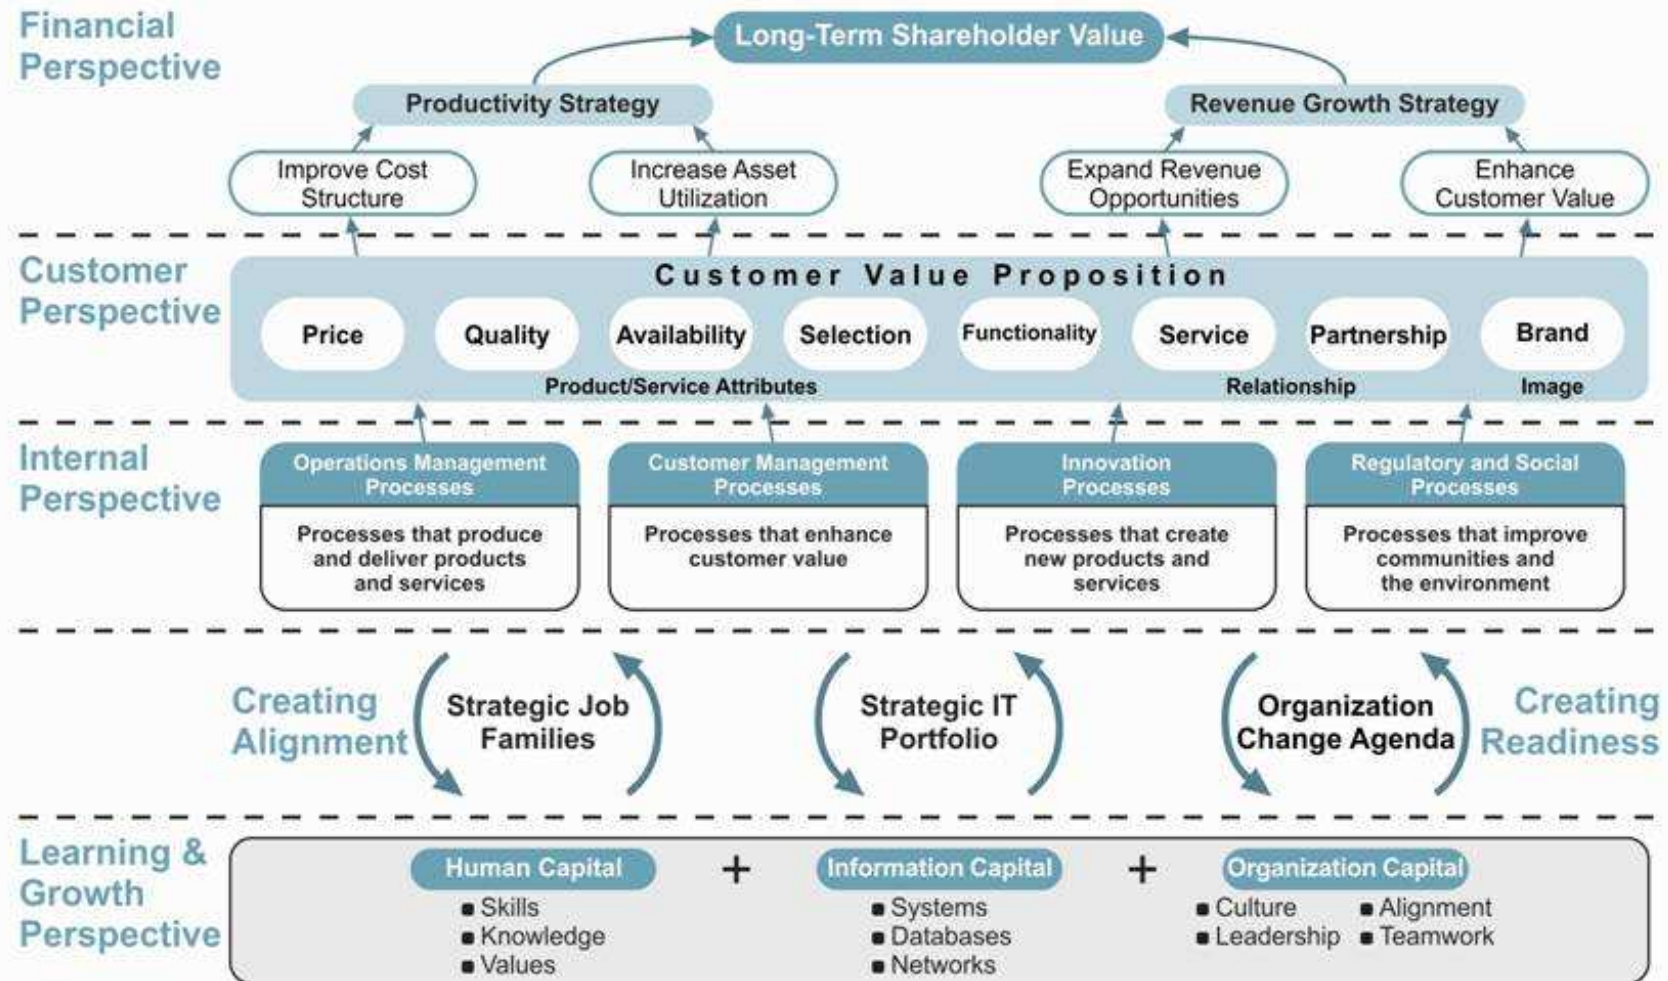 Financial
Perspective
Long-Term Shareholder Value
Productivity Strategy
Revenue Growth Strategy
Improve Cost
Structure
Increase Asset
Utilization
Expand Revenue
Opportunities
Enhance
Customer Value
Customer
Perspective
Customer Value Proposition
Price
Quality
Availability
Selection
Functionality
Service
Partnership
Brand
Product/Service Attributes
Relationship
Image
Internal
Perspective
Operations Management
Processes
Processes that produce
and deliver products
and services
Customer Management
Processes
Processes that enhance
customer value
Innovation
Processes
Processes that create
new products and
services
Regulatory and Social
Processes
Processes that improve
communities and
the environment
Creating
Alignment
Strategic Job
Families
Strategic IT
Portfolio
Organization
Change Agenda
Creating
Readiness
Learning &
Growth
Perspective
Human Capital
■ Skills
■ Knowledge
■ Values
+
Information Capital
■ Systems
■ Databases
■ Networks
+
Organization Capital
■ Culture
■ Leadership
■ Alignment
■ Teamwork